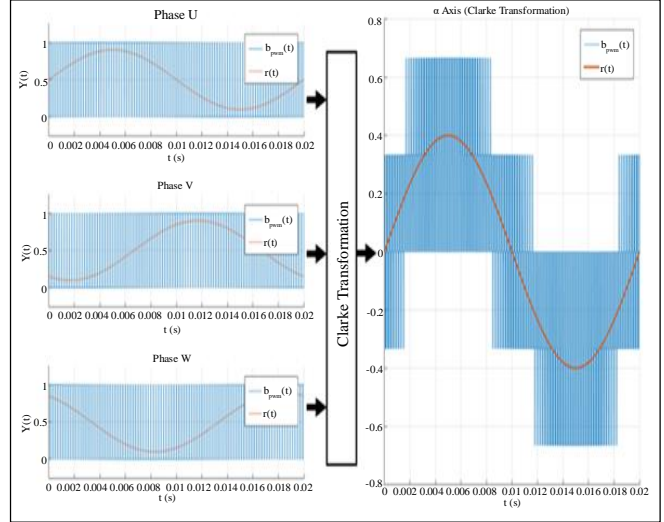 Phase U
1
0.5
0
Y(t)
b_pwm(t)
r(t)
0 0.002 0.004 0.006 0.008 0.01 0.012 0.014 0.016 0.018 0.02
t (s)
Phase V
1
0.5
0
Y(t)
b_pwm(t)
r(t)
0 0.002 0.004 0.006 0.008 0.01 0.012 0.014 0.016 0.018 0.02
t (s)
Phase W
1
0.5
0
Y(t)
b_pwm(t)
r(t)
0 0.002 0.004 0.006 0.008 0.01 0.012 0.014 0.016 0.018 0.02
t (s)
Clarke Transformation
α Axis (Clarke Transformation)
0.8
0.6
0.4
0.2
0
-0.2
-0.4
-0.6
-0.8
b_pwm(t)
r(t)
0 0.002 0.004 0.006 0.008 0.01 0.012 0.014 0.016 0.018 0.02
t (s)